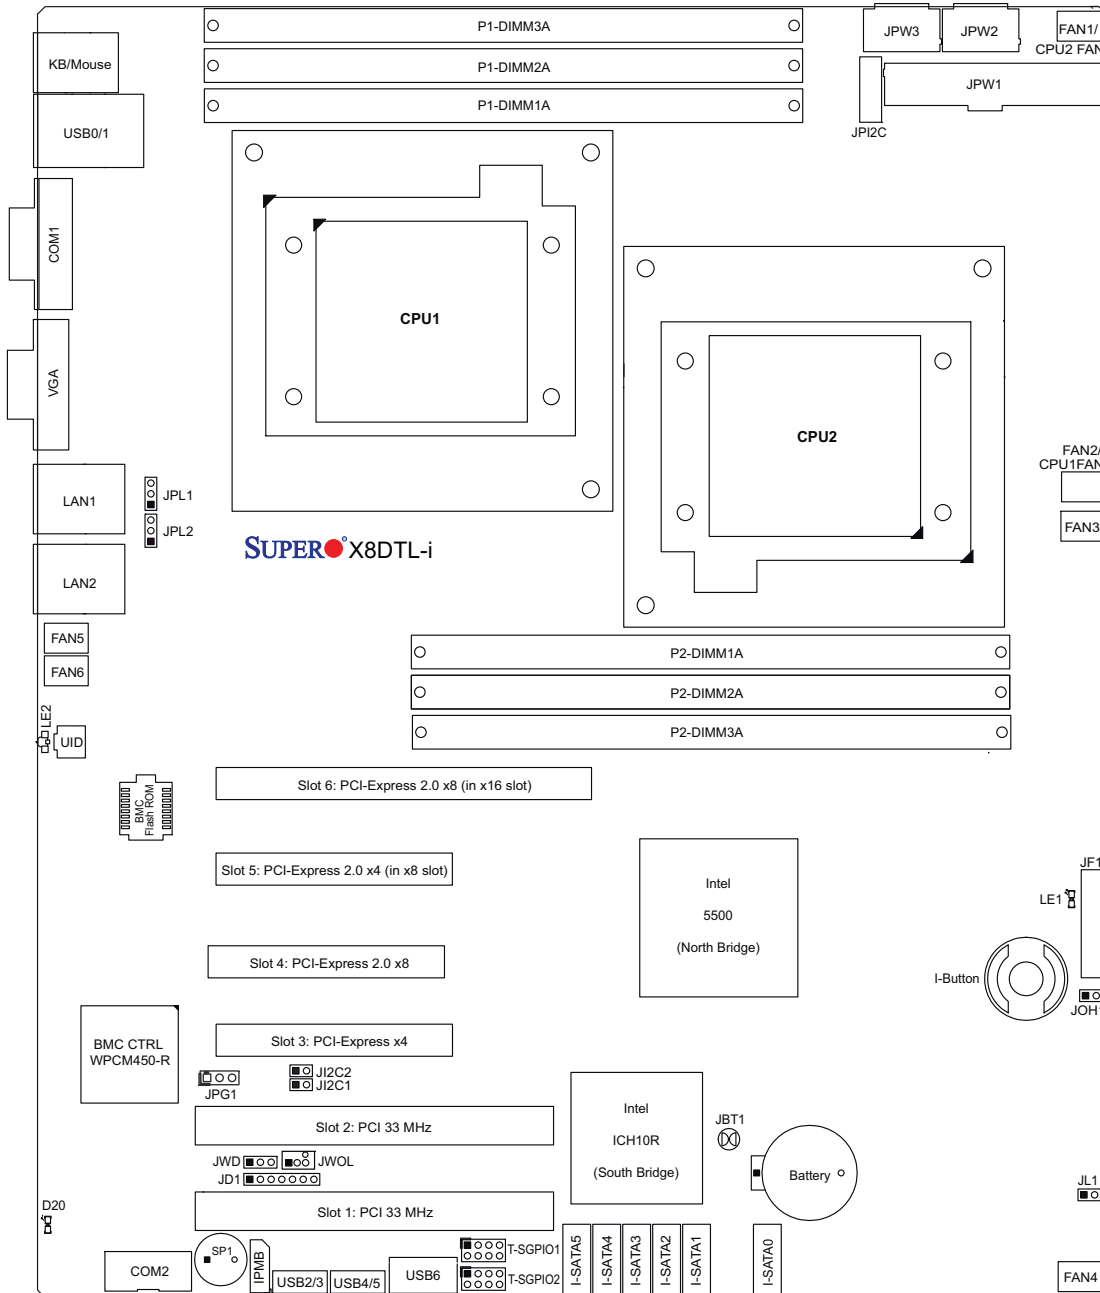 P1-DIMM3A
JPW3
JPW2
FAN1/
CPU2 FAN
KB/Mouse
P1-DIMM2A
JPW1
P1-DIMM1A
USB0/1
JPI2C
COM1
CPU1
VGA
CPU2
FAN2/
CPU1FAN
LAN1
JPL1
JPL2
FAN3
SUPER X8DTL-i
LAN2
FAN5
P2-DIMM1A
FAN6
P2-DIMM2A
LE2
UID
P2-DIMM3A
Slot 6: PCI-Express 2.0 x8 (in x16 slot)
BMC
Flash ROM
Slot 5: PCI-Express 2.0 x4 (in x8 slot)
Intel
5500
(North Bridge)
JF1
LE1
Slot 4: PCI-Express 2.0 x8
I-Button
JOH1
BMC CTRL
WPCM450-R
Slot 3: PCI-Express x4
JI2C2
JI2C1
JPG1
Intel
ICH10R
(South Bridge)
JBT1
Slot 2: PCI 33 MHz
JWD
JWOL
JD1
Battery
JL1
D20
Slot 1: PCI 33 MHz
SP1
COM2
IPMB
USB2/3
USB4/5
USB6
T-SGPIO1
T-SGPIO2
I-SATA5
I-SATA4
I-SATA3
I-SATA2
I-SATA1
I-SATA0
FAN4